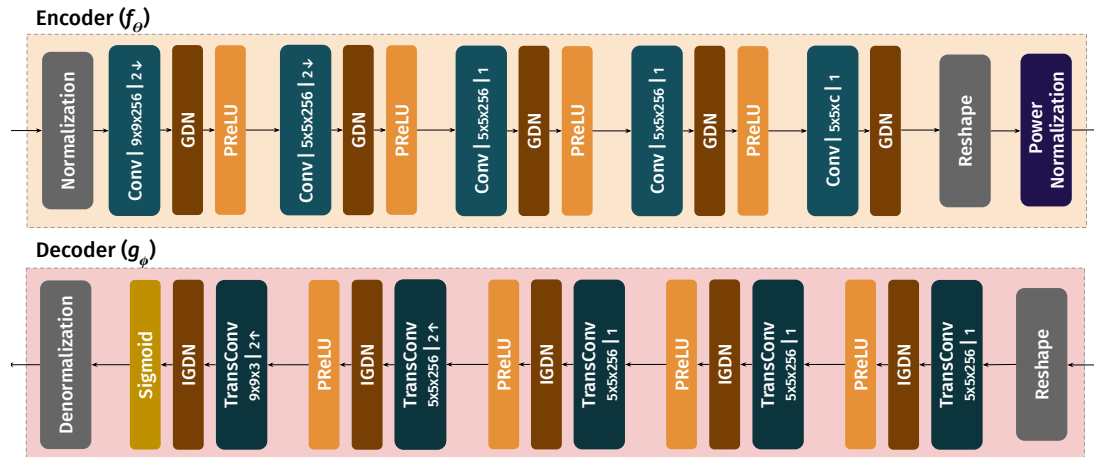 Encoder (f_θ)
Normalization
Conv | 9x9x256 | 2↓
GDN
PReLU
Conv | 5x5x256 | 2↓
GDN
PReLU
Conv | 5x5x256 | 1
GDN
PReLU
Conv | 5x5x256 | 1
GDN
PReLU
Conv | 5x5xc | 1
GDN
Reshape
Power
Normalization
Decoder (g_ϕ)
Denormalization
Sigmoid
IGDN
TransConv
9x9x3 | 2↑
PReLU
IGDN
TransConv
5x5x256 | 2↑
PReLU
IGDN
TransConv
5x5x256 | 1
PReLU
IGDN
TransConv
5x5x256 | 1
PReLU
IGDN
TransConv
5x5x256 | 1
Reshape